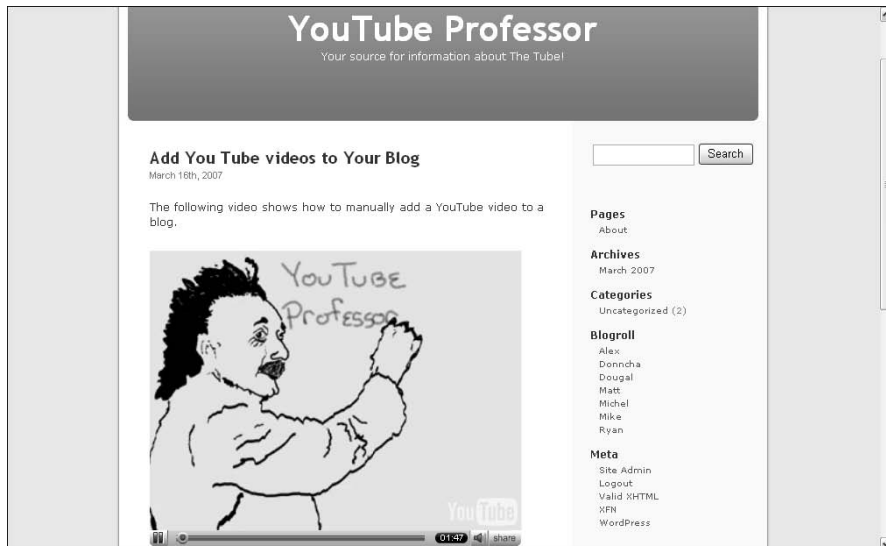 YouTube Professor
Your source for information about The Tube!
Add You Tube videos to Your Blog
March 16th, 2007
The following video shows how to manually add a YouTube video to a
blog.
YouTube
Professor
YouTube
01:47
share
Search
Pages
About
Archives
March 2007
Categories
Uncategorized (2)
Blogroll
Alex
Donncha
Dougal
Matt
Michel
Mike
Ryan
Meta
Site Admin
Logout
Valid XHTML
XFN
WordPress